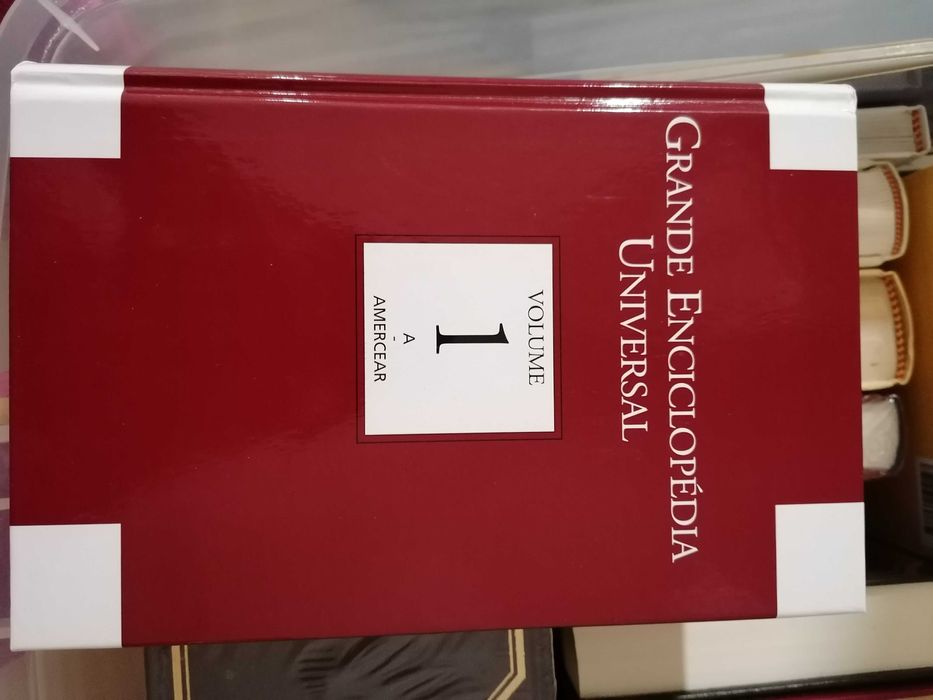 GRANDE ENCICLOPÉDIA
UNIVERSAL
VOLUME
1
A
-
AMERCEAR